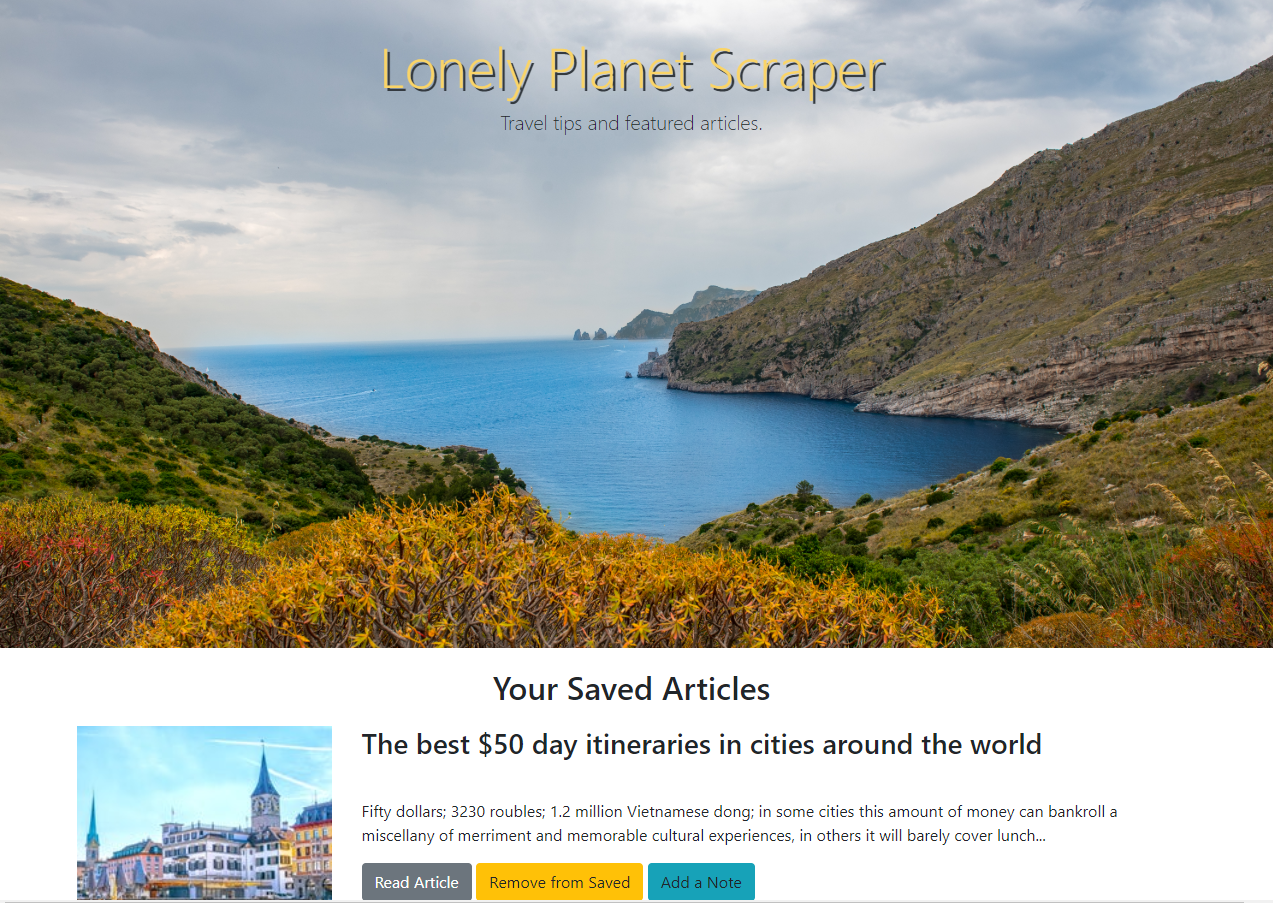 Lonely Planet Scraper
Travel tips and featured articles.
Your Saved Articles
The best $50 day itineraries in cities around the world
Fifty dollars; 3230 roubles; 1.2 million Vietnamese dong; in some cities this amount of money can bankroll a
miscellany of merriment and memorable cultural experiences, in others it will barely cover lunch...
Read Article Remove from Saved Add a Note